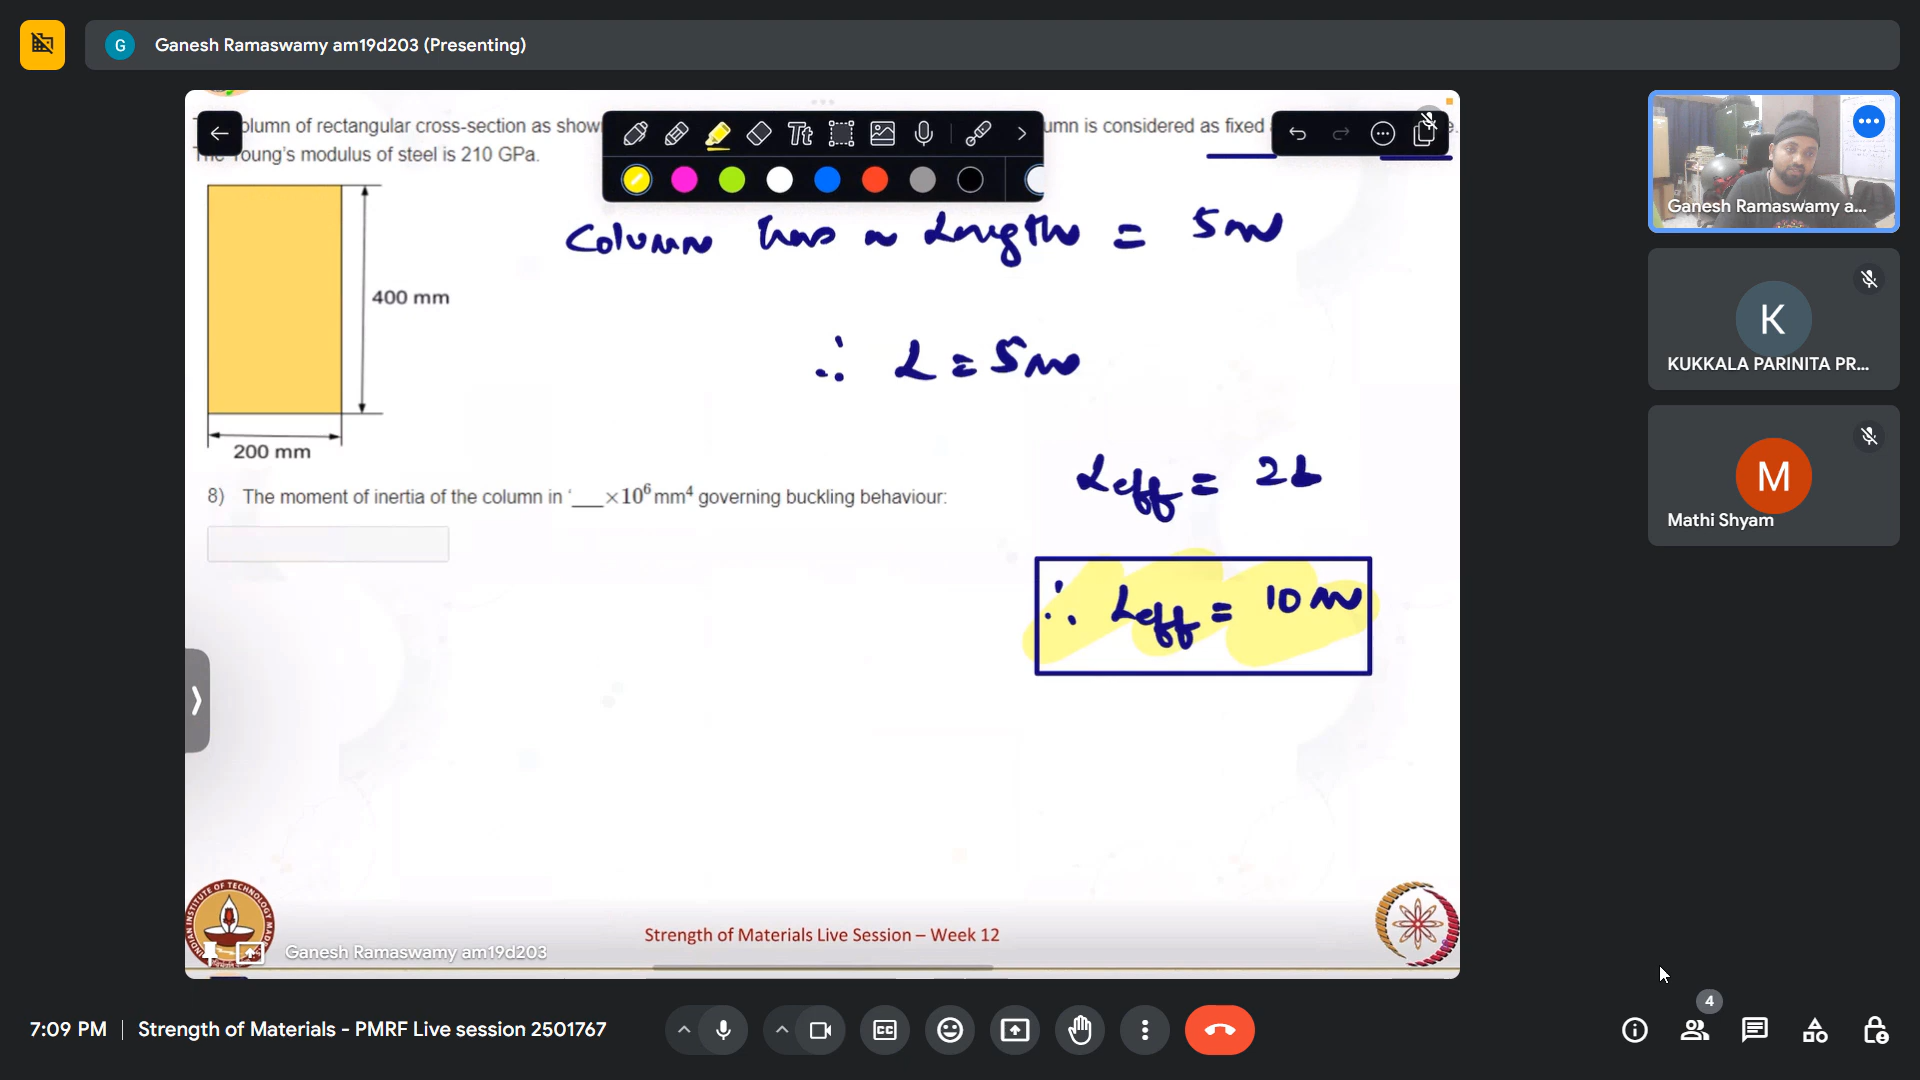 G Ganesh Ramaswamy am19d203 (Presenting)
olumn of rectangular cross-section as show
umn is considered as fixed
Young's modulus of steel is 210 GPa.
Tt
Column has a Length = 5m
400 mm
∴ L = 5m
200 mm
Leff = 2L
8) The moment of inertia of the column in '___×10⁶ mm⁴ governing buckling behaviour:
∴ Leff = 10m
Strength of Materials Live Session – Week 12
Ganesh Ramaswamy am19d203
Ganesh Ramaswamy a...
K
KUKKALA PARINITA PR...
M
Mathi Shyam
4
7:09 PM | Strength of Materials - PMRF Live session 2501767
CC